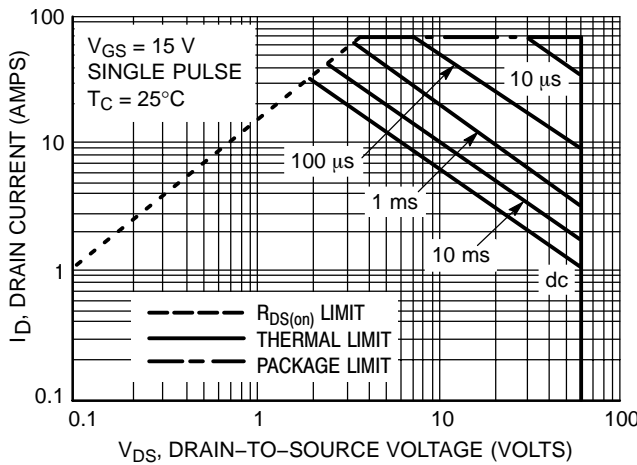 100
V_GS = 15 V
SINGLE PULSE
T_C = 25°C
10 µs
10
100 µs
1 ms
10 ms
1
dc
R_DS(on) LIMIT
THERMAL LIMIT
PACKAGE LIMIT
0.1
0.1
1
10
100
I_D, DRAIN CURRENT (AMPS)
V_DS, DRAIN–TO–SOURCE VOLTAGE (VOLTS)